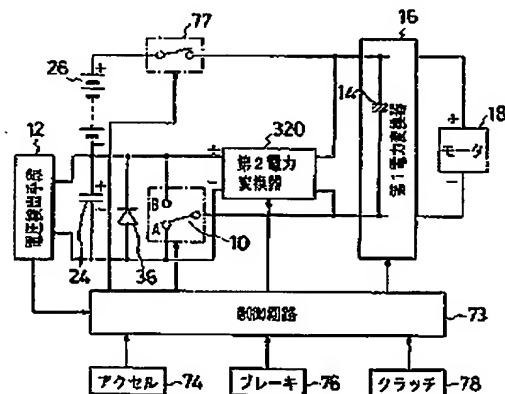 77
16
26
14
12
320
18
電圧検出手段
第2電力
変換器
第1電力変換器
モータ
B
A
10
24
36
制御回路
73
アクセル
74
ブレーキ
76
クラッチ
78